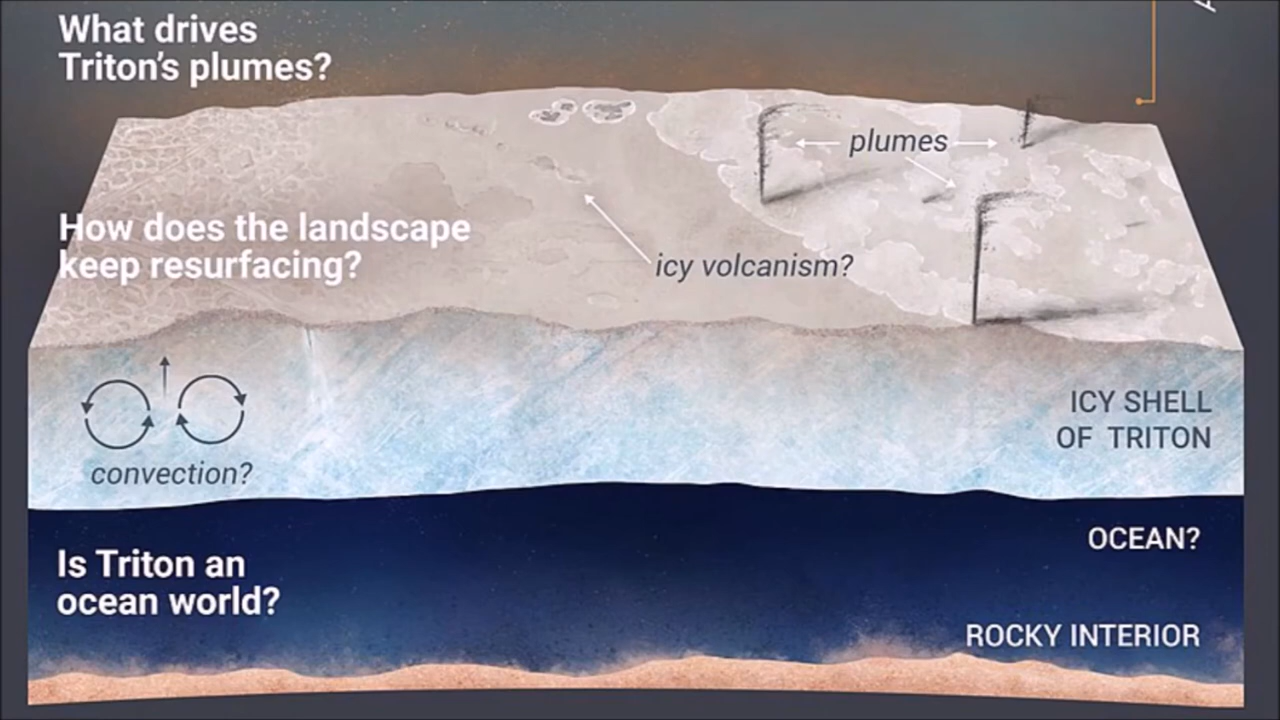 What drives
Triton's plumes?
plumes
How does the landscape
keep resurfacing?
icy volcanism?
ICY SHELL
OF TRITON
convection?
OCEAN?
Is Triton an
ocean world?
ROCKY INTERIOR